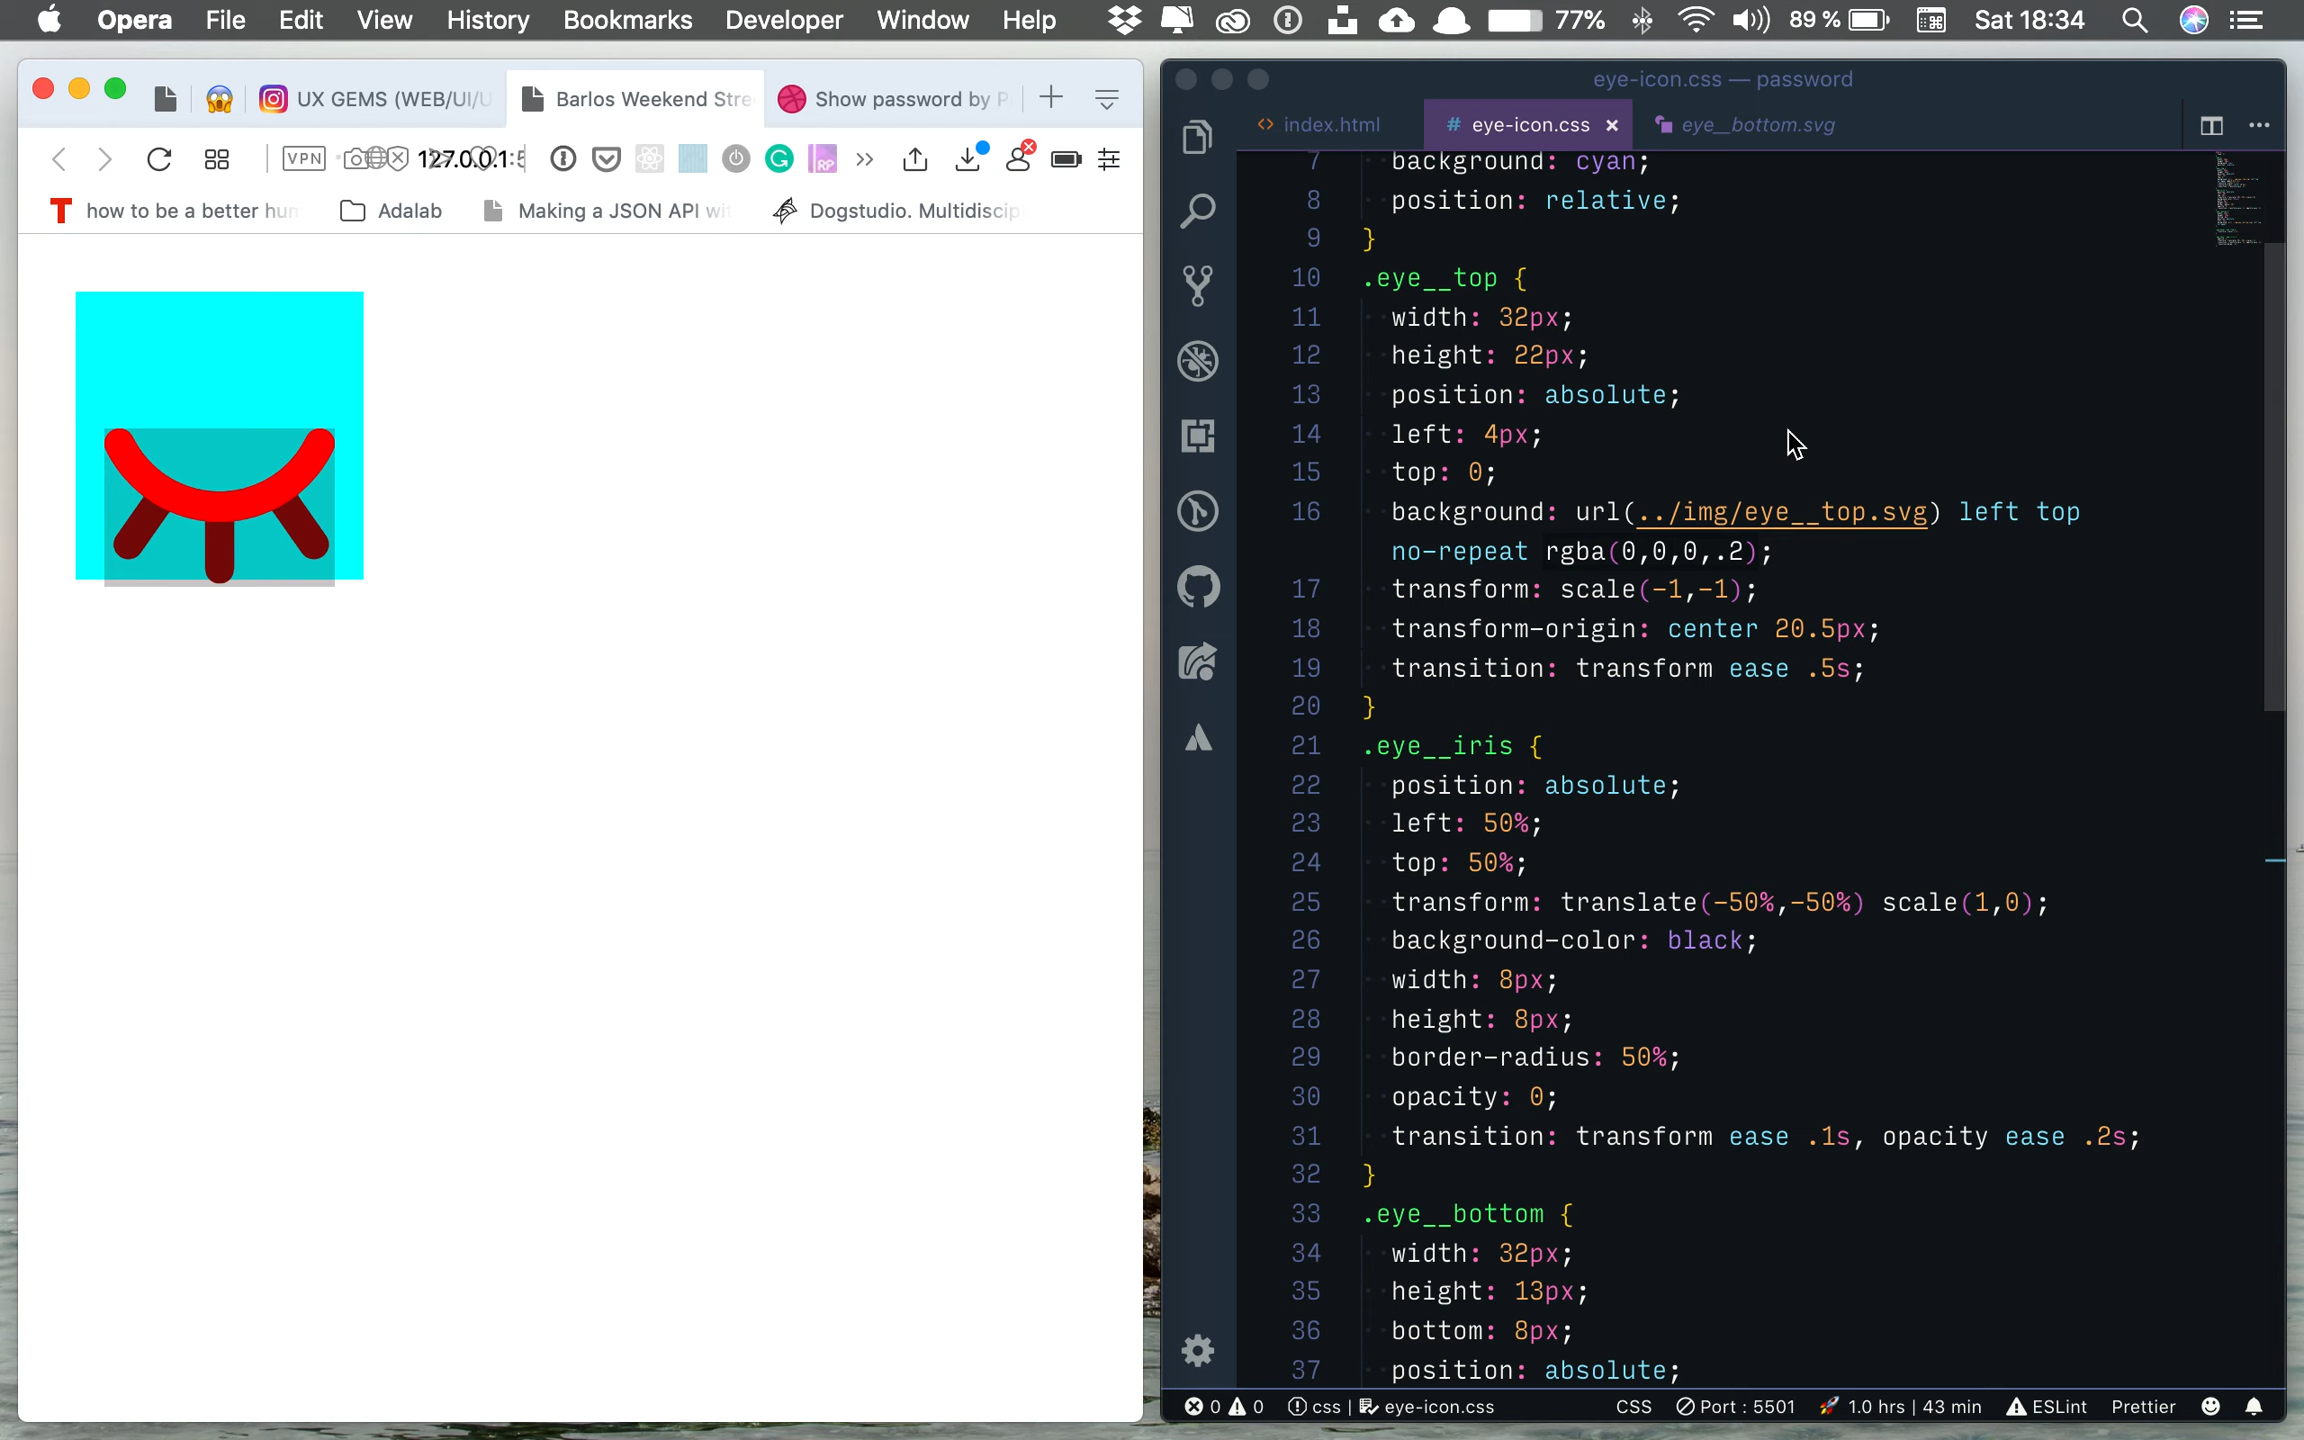 Opera File Edit View History Bookmarks Developer Window Help 77% 89 % Sat 18:34
UX GEMS (WEB/UI/U Barlos Weekend Stre Show password by P
VPN 127.0.0.1:5
how to be a better hum Adalab Making a JSON API wit Dogstudio. Multidiscip
eye-icon.css — password
index.html # eye-icon.css × eye__bottom.svg
7 background: cyan;
8 position: relative;
9 }
10 .eye__top {
11 width: 32px;
12 height: 22px;
13 position: absolute;
14 left: 4px;
15 top: 0;
16 background: url(../img/eye__top.svg) left top
no-repeat rgba(0,0,0,.2);
17 transform: scale(-1,-1);
18 transform-origin: center 20.5px;
19 transition: transform ease .5s;
20 }
21 .eye__iris {
22 position: absolute;
23 left: 50%;
24 top: 50%;
25 transform: translate(-50%,-50%) scale(1,0);
26 background-color: black;
27 width: 8px;
28 height: 8px;
29 border-radius: 50%;
30 opacity: 0;
31 transition: transform ease .1s, opacity ease .2s;
32 }
33 .eye__bottom {
34 width: 32px;
35 height: 13px;
36 bottom: 8px;
37 position: absolute;
0 0 css | eye-icon.css CSS Port : 5501 1.0 hrs | 43 min ESLint Prettier